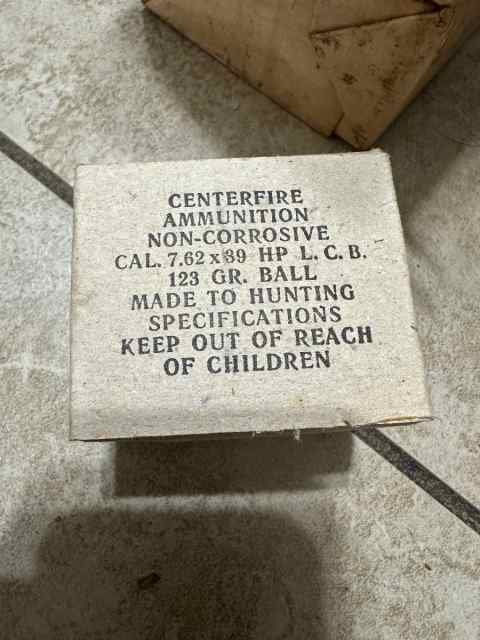 CENTERFIRE
AMMUNITION
NON-CORROSIVE
CAL. 7.62 x 39 HP L. C. B.
123 GR. BALL
MADE TO HUNTING
SPECIFICATIONS
KEEP OUT OF REACH
OF CHILDREN